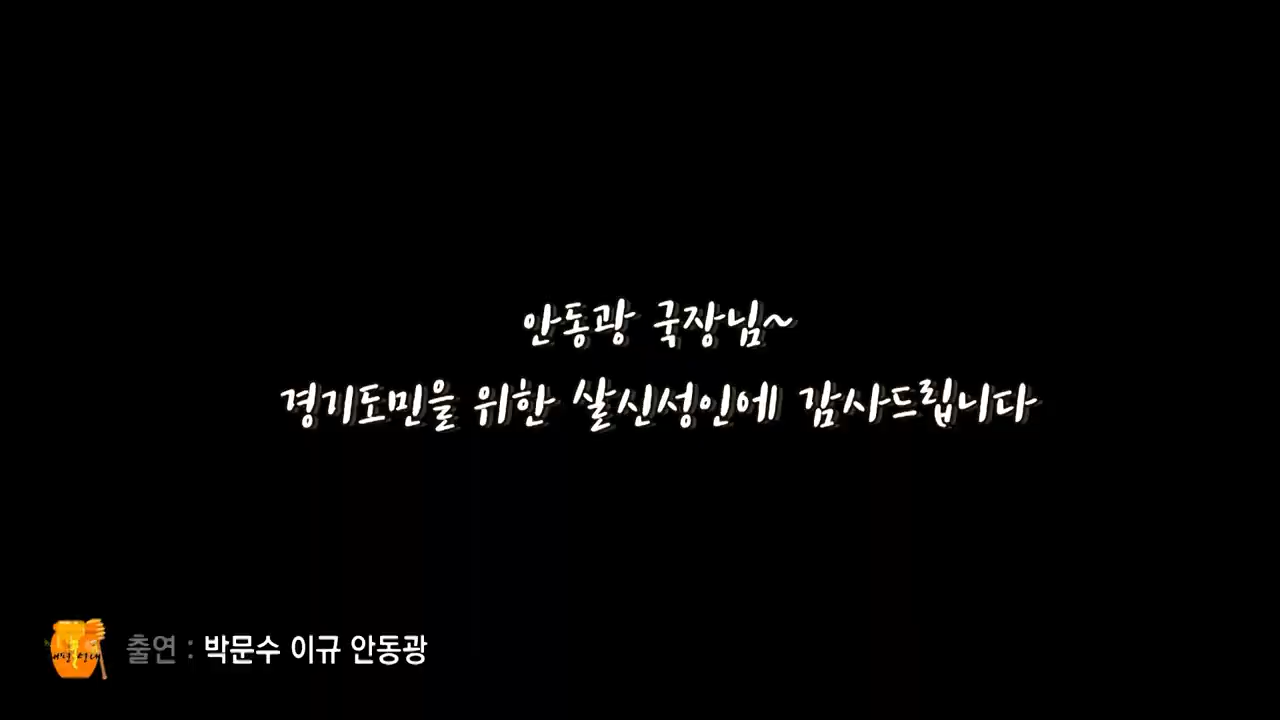 안동광 국장님~
경기도민을 위한 살신성인에 감사드립니다
출연 : 박문수 이규 안동광